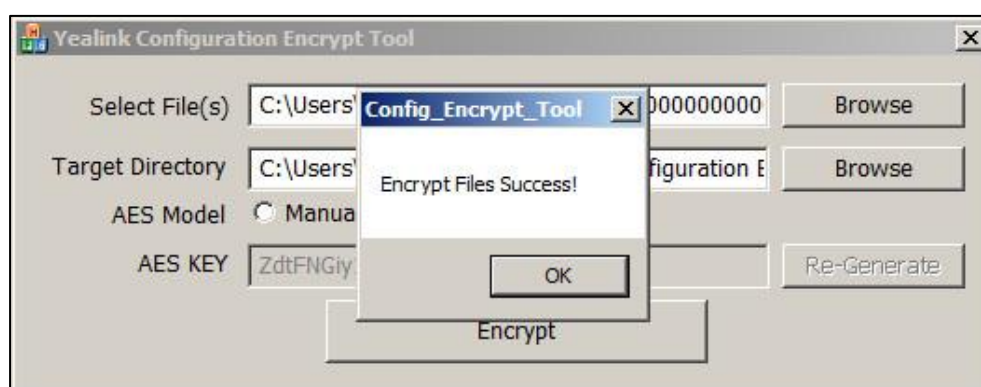 Yealink Configuration Encrypt Tool
Select File(s) C:\Users\ 000000000 Browse
Config_Encrypt_Tool
Target Directory C:\Users\ figuration E Browse
Encrypt Files Success!
AES Model Manua
AES KEY ZdtFNGiy Re-Generate
OK
Encrypt